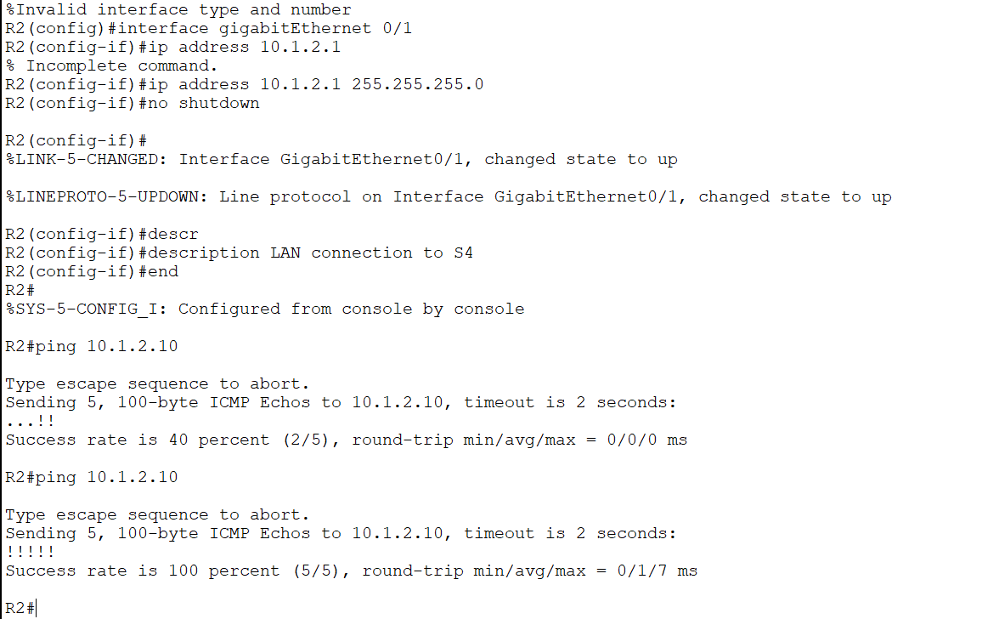 %Invalid interface type and number
R2(config)#interface gigabitEthernet 0/1
R2(config-if)#ip address 10.1.2.1
% Incomplete command.
R2(config-if)#ip address 10.1.2.1 255.255.255.0
R2(config-if)#no shutdown
R2(config-if)#
%LINK-5-CHANGED: Interface GigabitEthernet0/1, changed state to up
%LINEPROTO-5-UPDOWN: Line protocol on Interface GigabitEthernet0/1, changed state to up
R2(config-if)#descr
R2(config-if)#description LAN connection to S4
R2(config-if)#end
R2#
%SYS-5-CONFIG_I: Configured from console by console
R2#ping 10.1.2.10
Type escape sequence to abort.
Sending 5, 100-byte ICMP Echos to 10.1.2.10, timeout is 2 seconds:
...!!
Success rate is 40 percent (2/5), round-trip min/avg/max = 0/0/0 ms
R2#ping 10.1.2.10
Type escape sequence to abort.
Sending 5, 100-byte ICMP Echos to 10.1.2.10, timeout is 2 seconds:
!!!!!
Success rate is 100 percent (5/5), round-trip min/avg/max = 0/1/7 ms
R2#